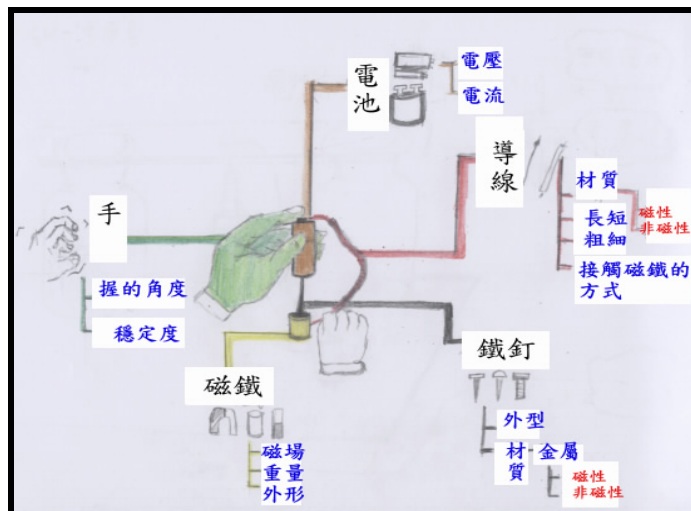 電池
電壓
電流
導線
材質
磁性
非磁性
長短
粗細
接觸磁鐵的
方式
手
握的角度
穩定度
磁鐵
磁場
重量
外形
鐵釘
外型
材質
金屬
磁性
非磁性